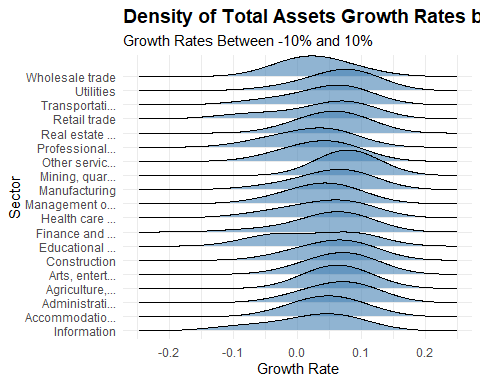 Density of Total Assets Growth Rates b
Growth Rates Between -10% and 10%
Wholesale trade
Utilities
Transportati...
Retail trade
Real estate ...
Professional...
Other servic...
Mining, quar...
Manufacturing
Management o...
Health care ...
Finance and ...
Educational ...
Construction
Arts, entert...
Agriculture,...
Administrati...
Accommodatio...
Information
Sector
-0.2 -0.1 0.0 0.1 0.2
Growth Rate